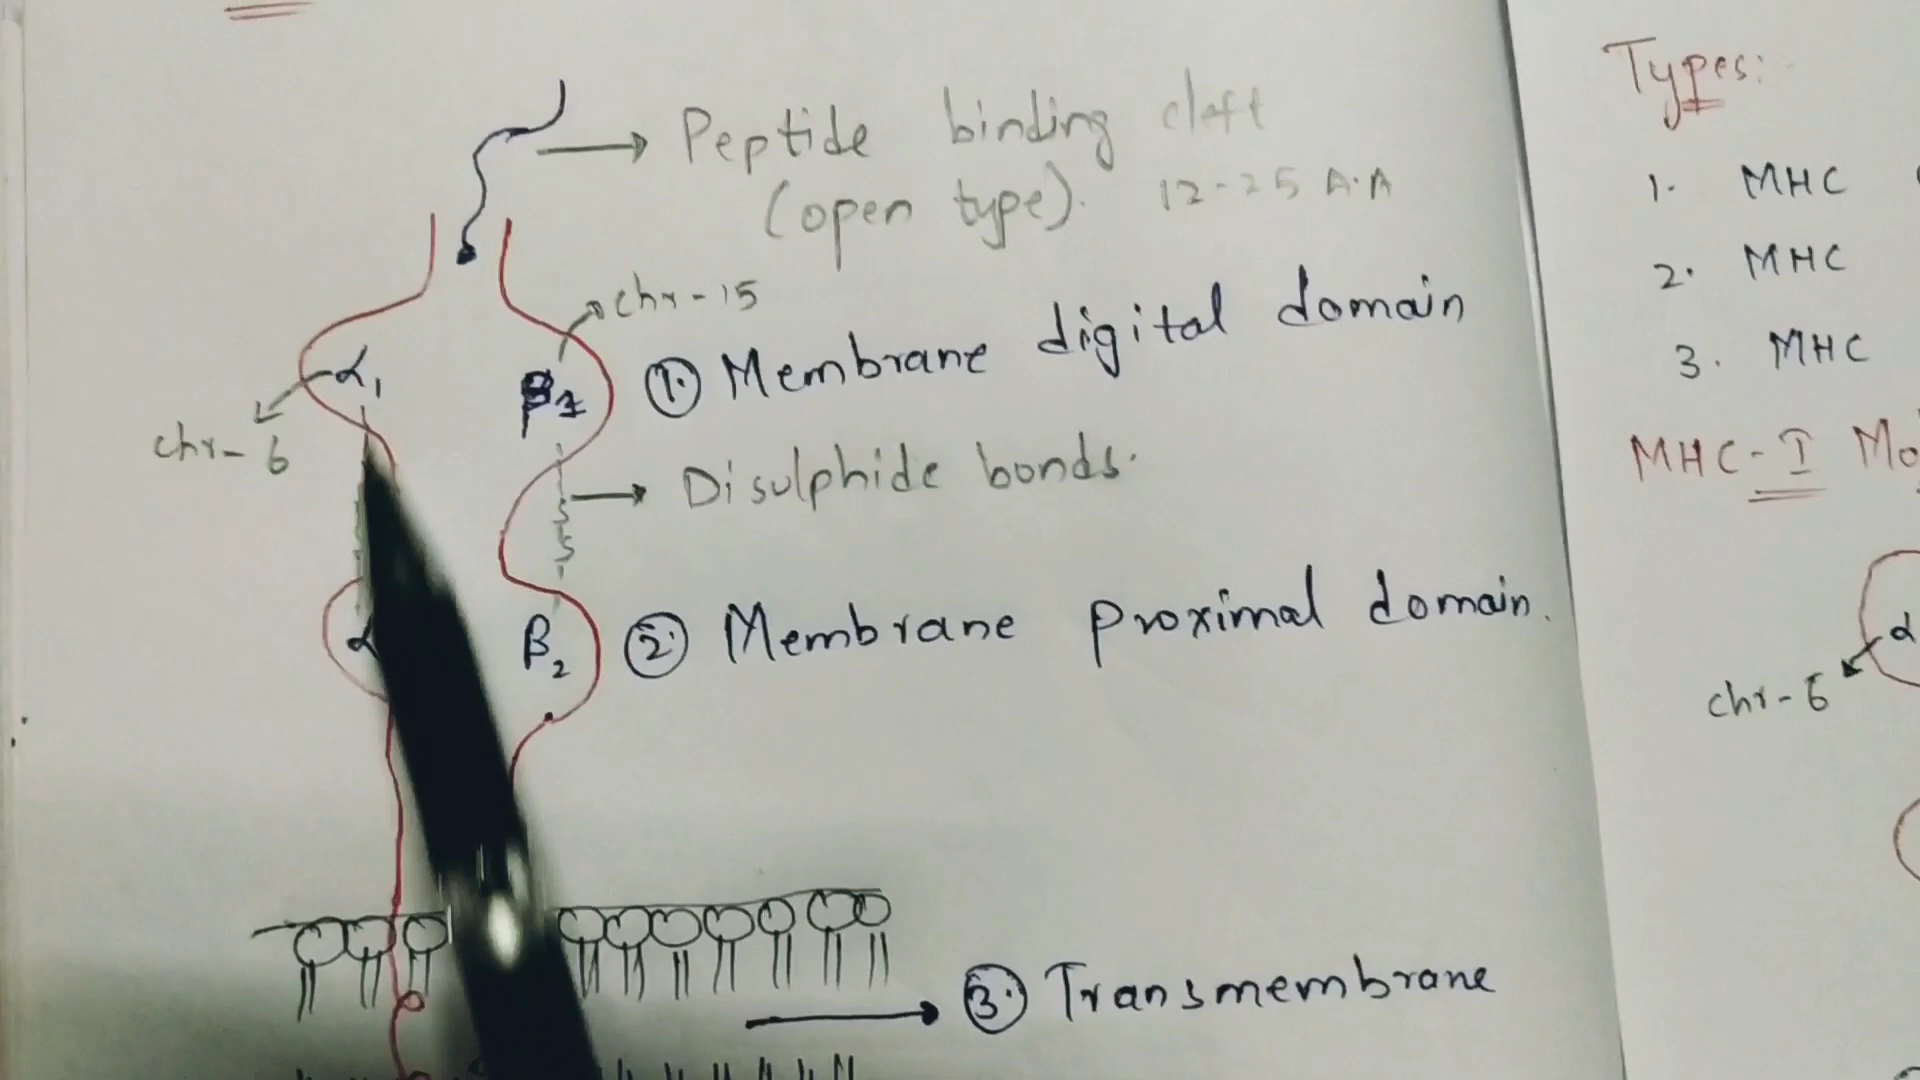 Peptide binding cleft
(open type). 12-25 A.A
chr-15
α1
β1
① Membrane digital domain
chr-6
S
S
Disulphide bonds.
α
β2
② Membrane proximal domain.
③ Transmembrane
Types:
1. MHC
2. MHC
3. MHC
MHC-I Mo
α
chr-6